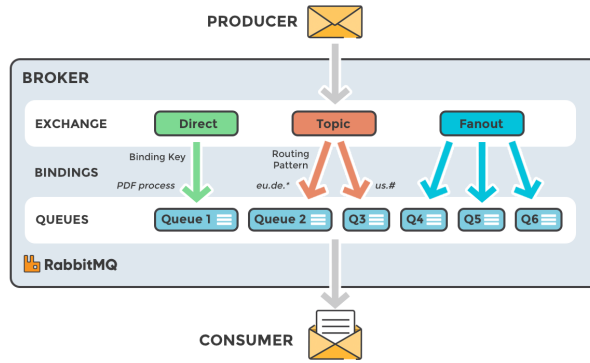 PRODUCER
BROKER
EXCHANGE
Direct
Topic
Fanout
BINDINGS
Binding Key
PDF process
Routing
Pattern
eu.de.*
us.#
QUEUES
Queue 1
Queue 2
Q3
Q4
Q5
Q6
RabbitMQ
CONSUMER